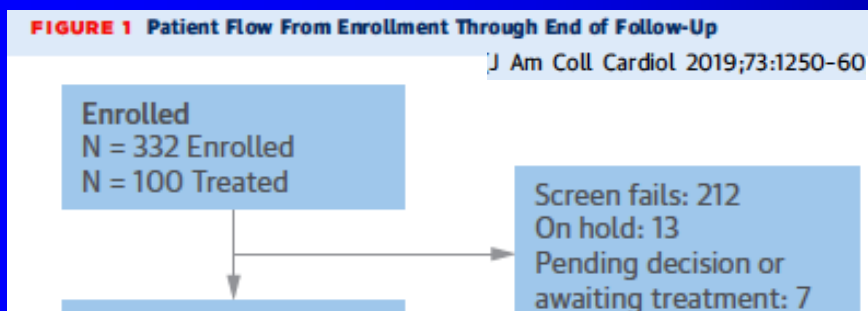 FIGURE 1 Patient Flow From Enrollment Through End of Follow-Up
J Am Coll Cardiol 2019;73:1250-60
Enrolled
N = 332 Enrolled
N = 100 Treated
Screen fails: 212
On hold: 13
Pending decision or
awaiting treatment: 7